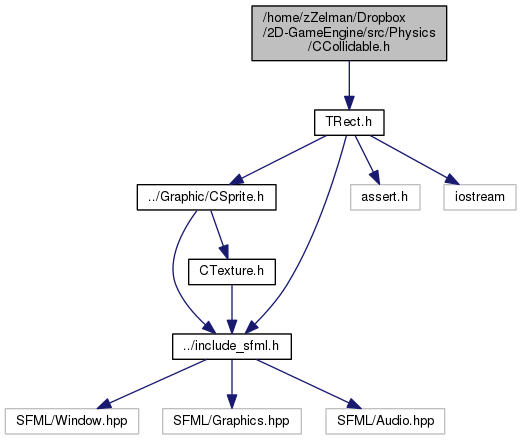 /home/zZelman/Dropbox
/2D-GameEngine/src/Physics
/CCollidable.h
TRect.h
../Graphic/CSprite.h
assert.h
iostream
CTexture.h
../include_sfml.h
SFML/Window.hpp
SFML/Graphics.hpp
SFML/Audio.hpp